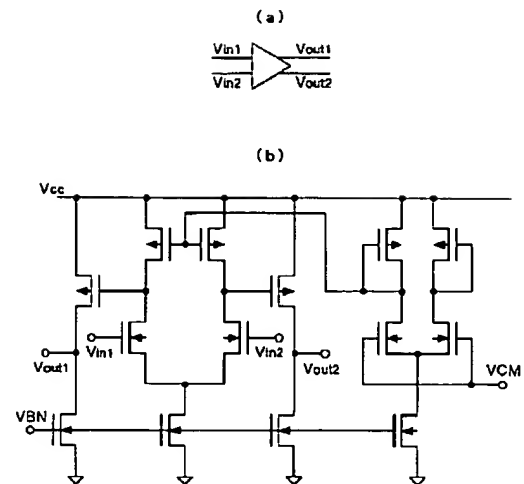 (a)
Vin1 Vout1
Vin2 Vout2
(b)
Vcc
Vin1 Vin2
Vout1 Vout2 VCM
VBN